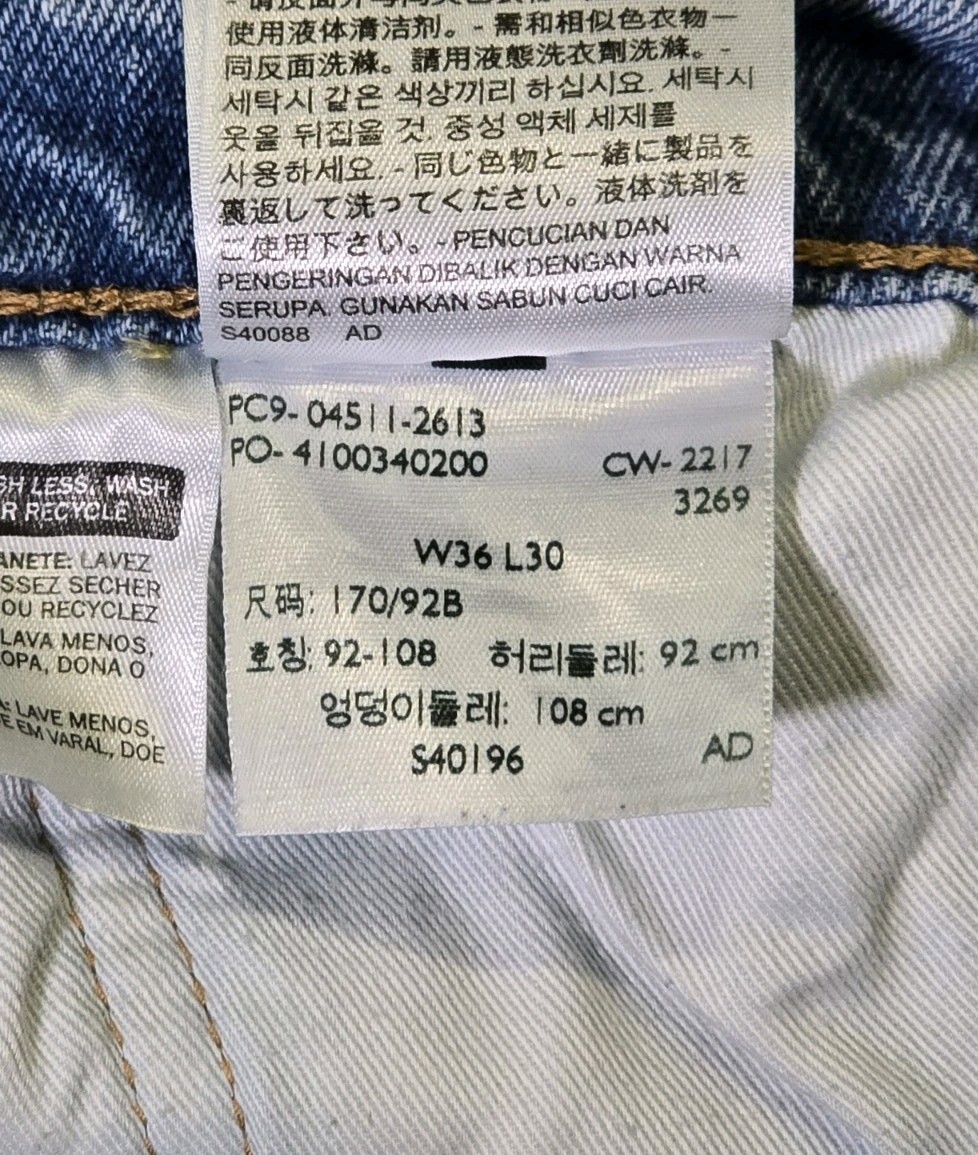 使用液体清洁剂。- 需和相似色衣物一
同反面洗滌。請用液態洗衣劑洗滌。-
세탁시 같은 색상끼리 하십시요. 세탁시
옷을 뒤집을 것. 중성 액체 세제를
사용하세요. - 同じ色物と一緒に製品を
裏返して洗ってください。液体洗剤を
ご使用下さい。- PENCUCIAN DAN
PENGERINGAN DIBALIK DENGAN WARNA
SERUPA. GUNAKAN SABUN CUCI CAIR.
S40088 AD
PC9- 04511-2613
PO- 4100340200
CW- 2217
3269
W36 L30
尺码: 170/92B
호칭: 92-108 허리둘레: 92 cm
엉덩이둘레: 108 cm
S40196 AD
GH LESS, WASH
R RECYCLE
ANETE: LAVEZ
SSEZ SECHER
OU RECYCLEZ
LAVA MENOS,
OPA, DONA O
A: LAVE MENOS,
E EM VARAL, DOE